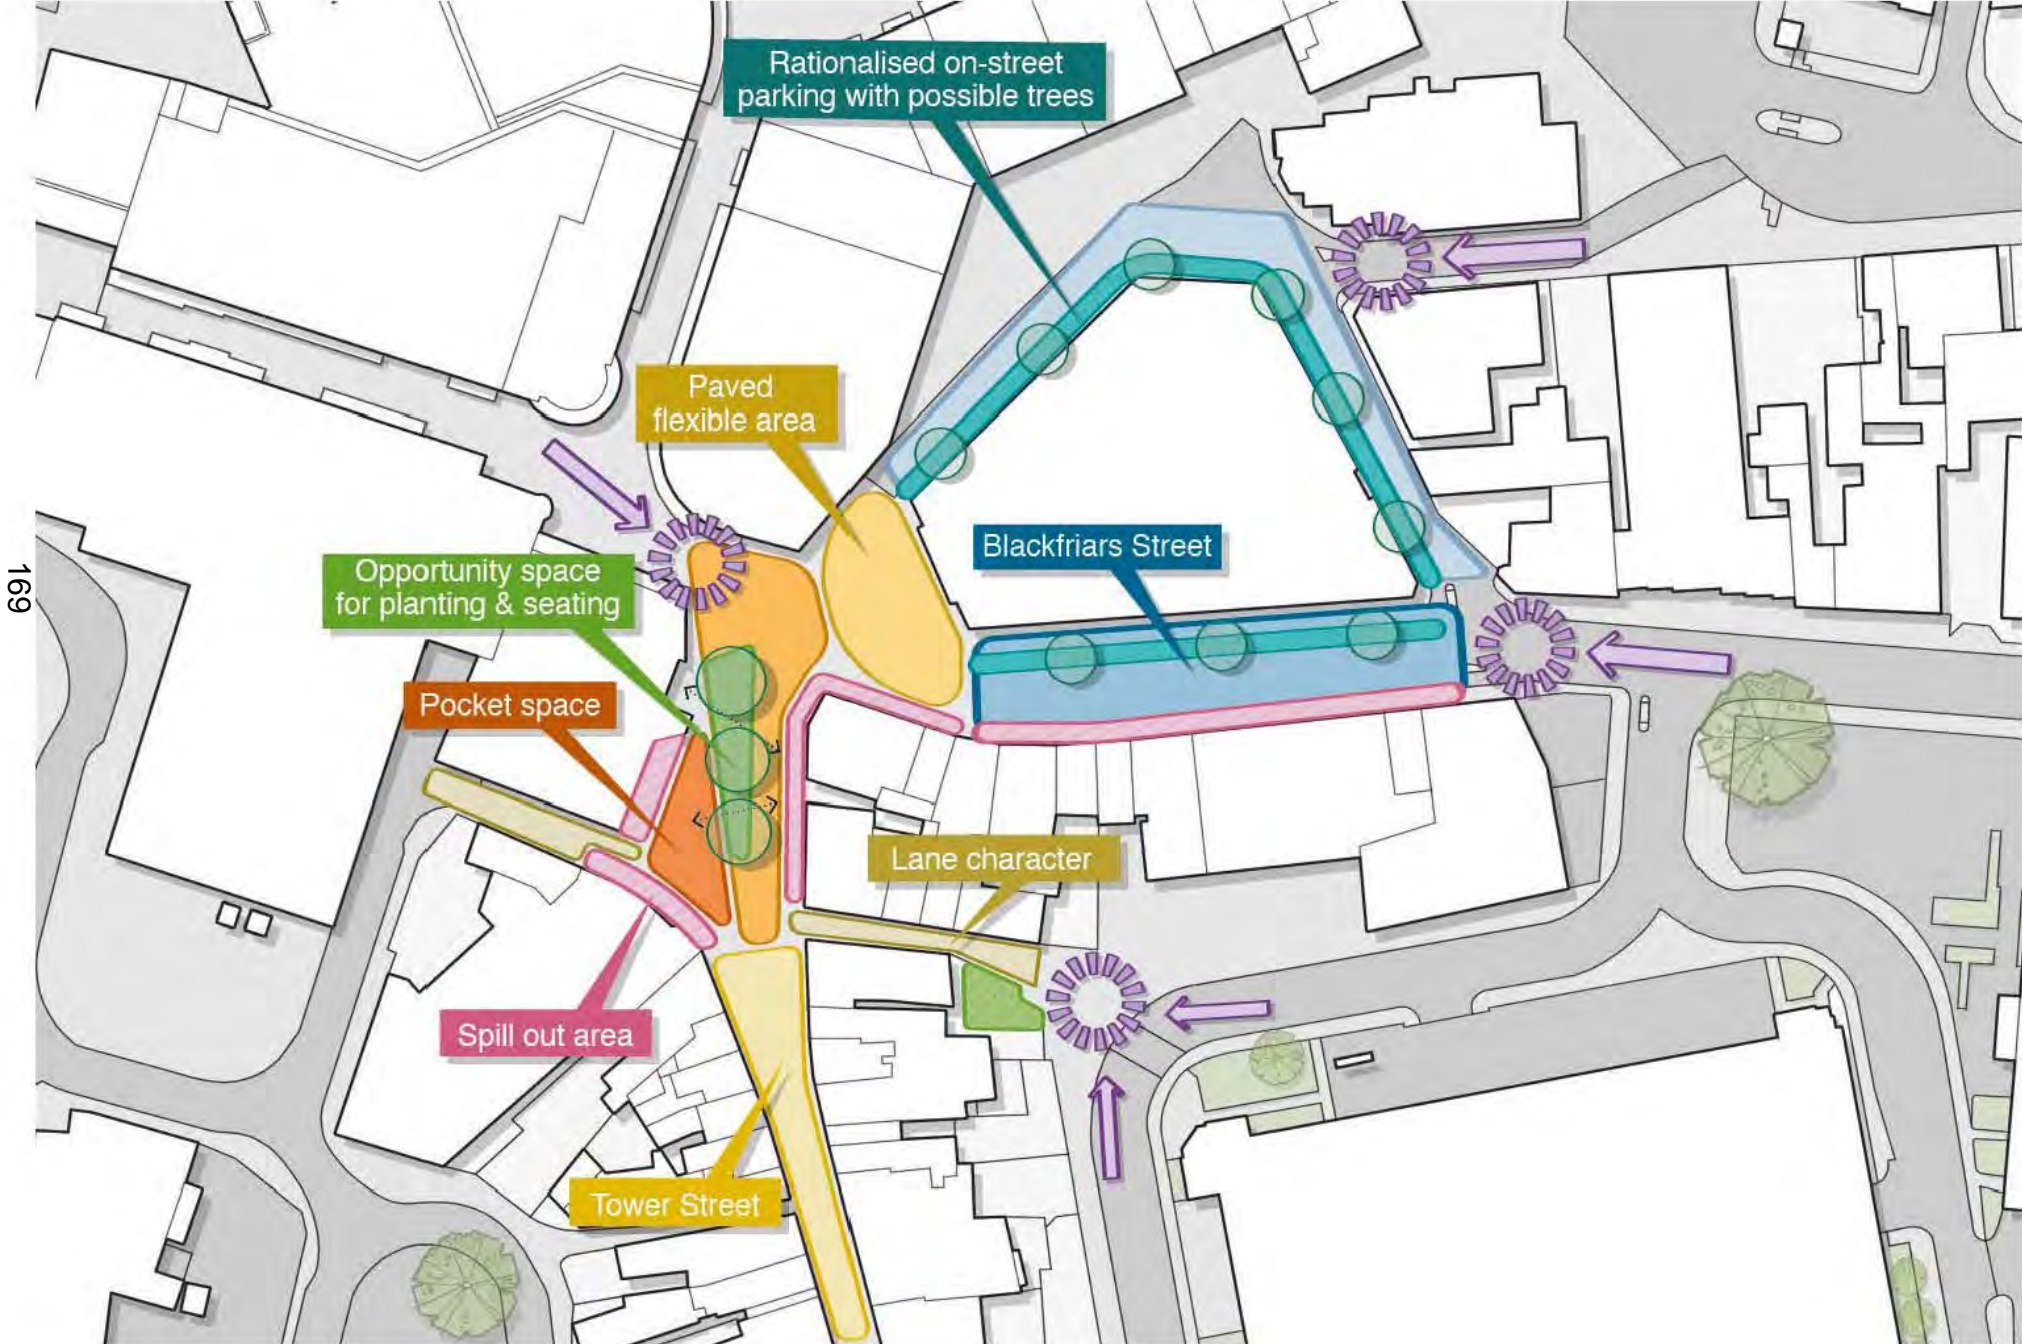 Rationalised on-street
parking with possible trees
Paved
flexible area
Blackfriars Street
Opportunity space
for planting & seating
Pocket space
Lane character
Spill out area
Tower Street
169